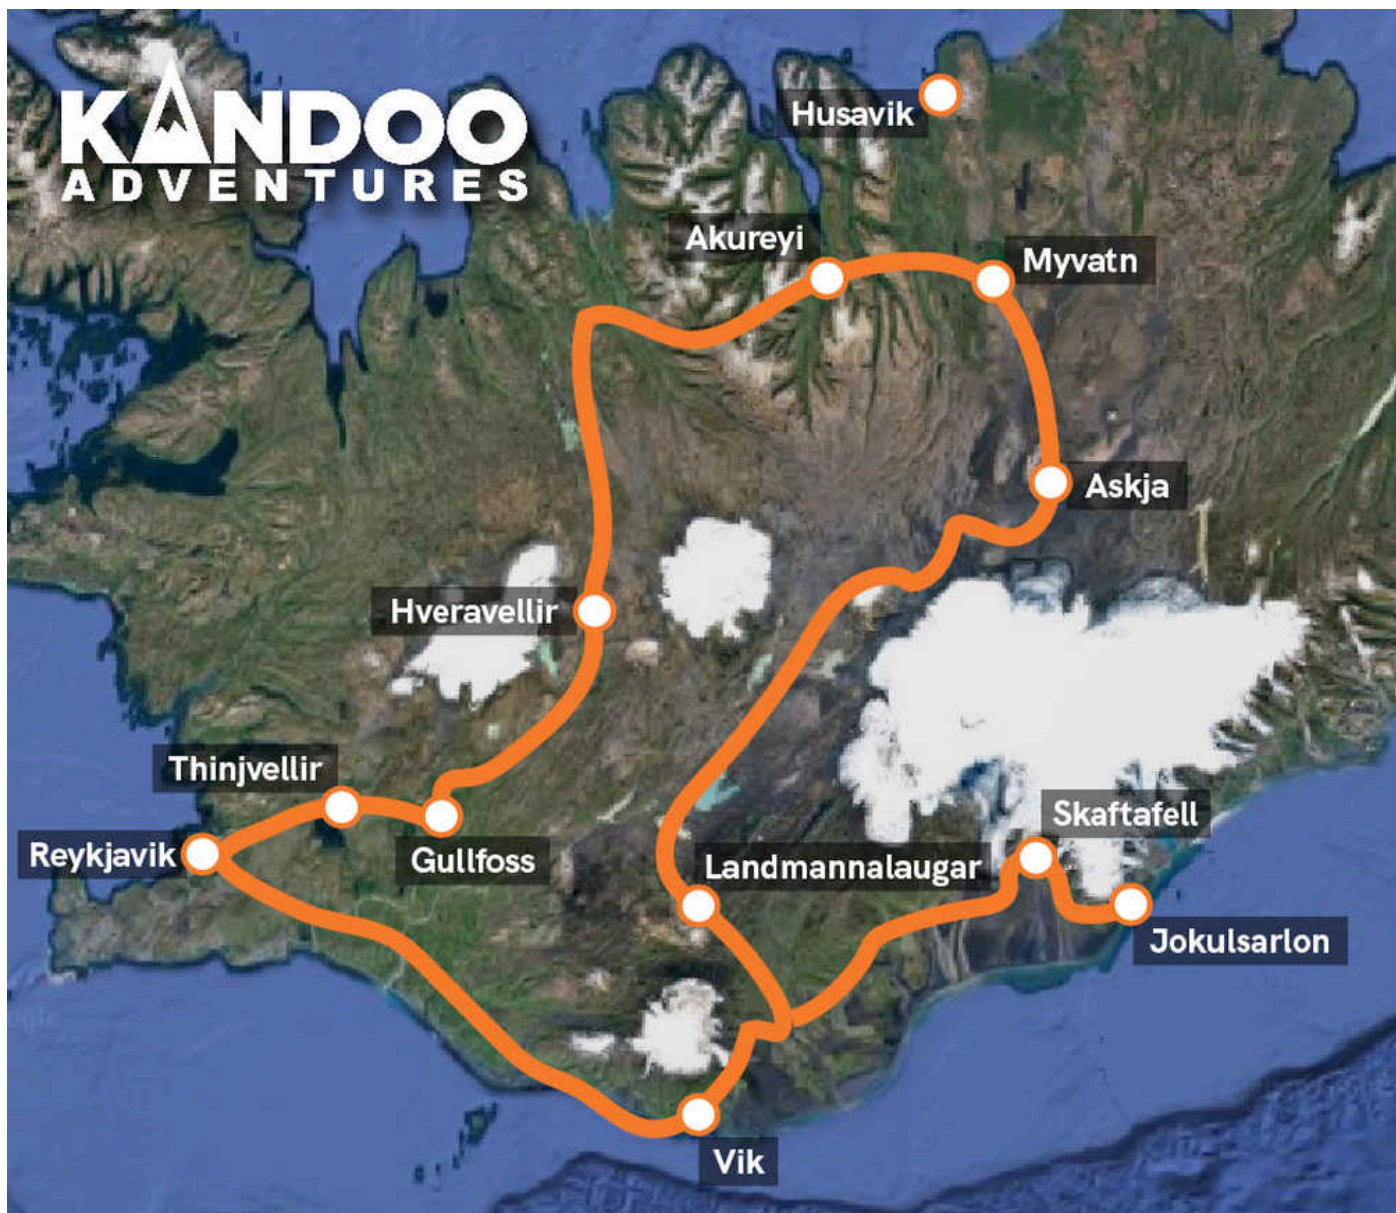 KANDOO
ADVENTURES
Husavik
Akureyi
Myvatn
Askja
Hveravellir
Thinjvellir
Skaftafell
Reykjavik
Gullfoss
Landmannalaugar
Jokulsarlon
Vik